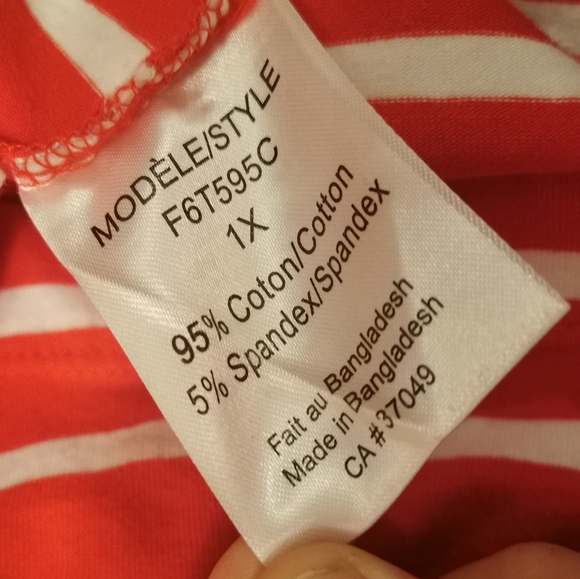 MODÈLE/STYLE
F6T595C
1X
95% Coton/Cotton
5% Spandex/Spandex
Fait au Bangladesh
Made in Bangladesh
CA #37049